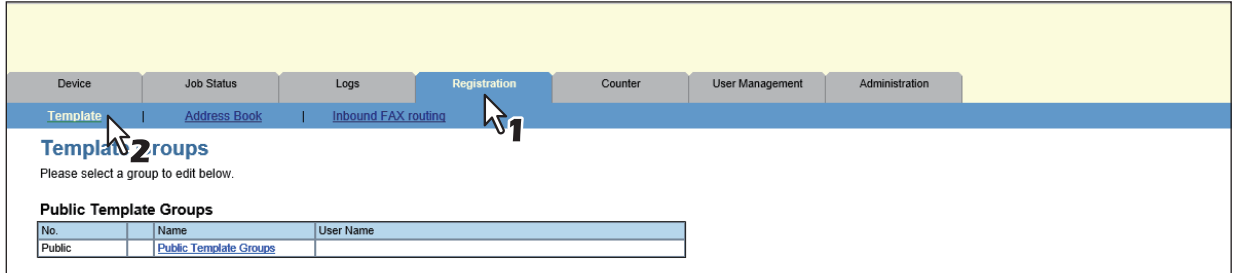 Device Job Status Logs Registration Counter User Management Administration
Template | Address Book | Inbound FAX routing
1
Template Groups
2
Please select a group to edit below.
Public Template Groups
No. Name User Name
Public Public Template Groups